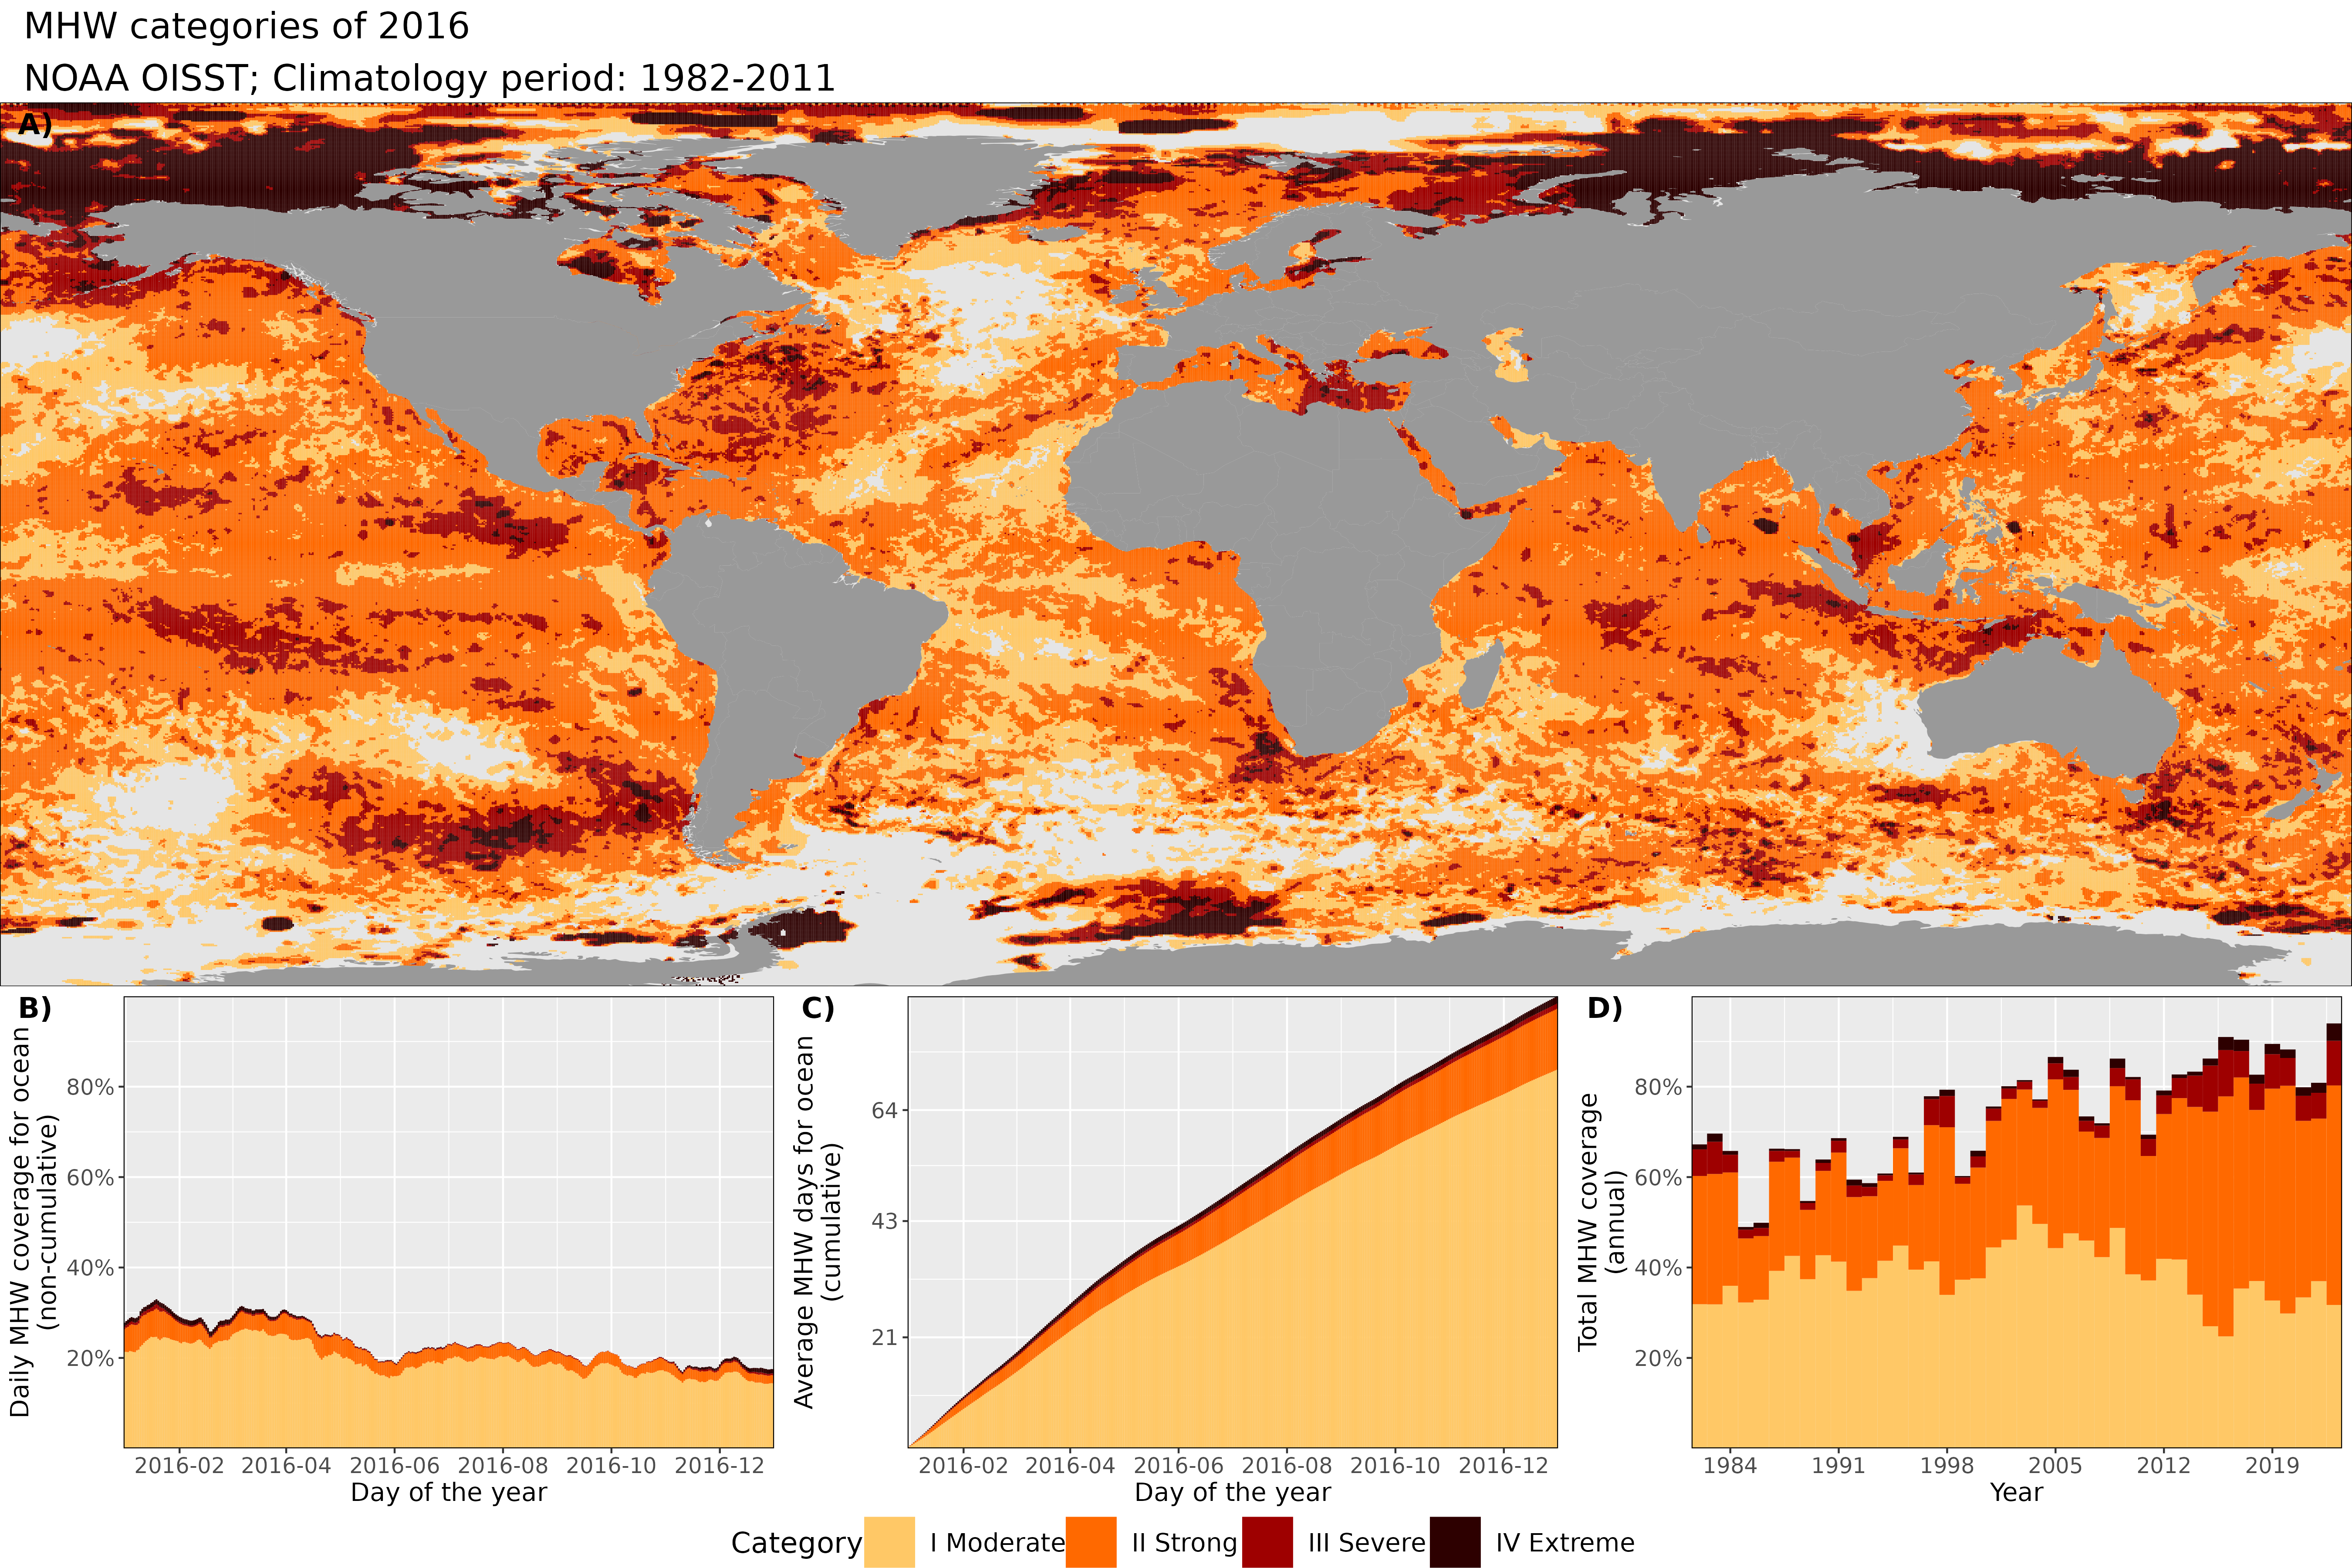 MHW categories of 2016
NOAA OISST; Climatology period: 1982-2011
A)
B)
Daily MHW coverage for ocean
(non-cumulative)
80%
60%
40%
20%
2016-02 2016-04 2016-06 2016-08 2016-10 2016-12
Day of the year
C)
Average MHW days for ocean
(cumulative)
64
43
21
2016-02 2016-04 2016-06 2016-08 2016-10 2016-12
Day of the year
D)
Total MHW coverage
(annual)
80%
60%
40%
20%
1984 1991 1998 2005 2012 2019
Year
Category I Moderate II Strong III Severe IV Extreme